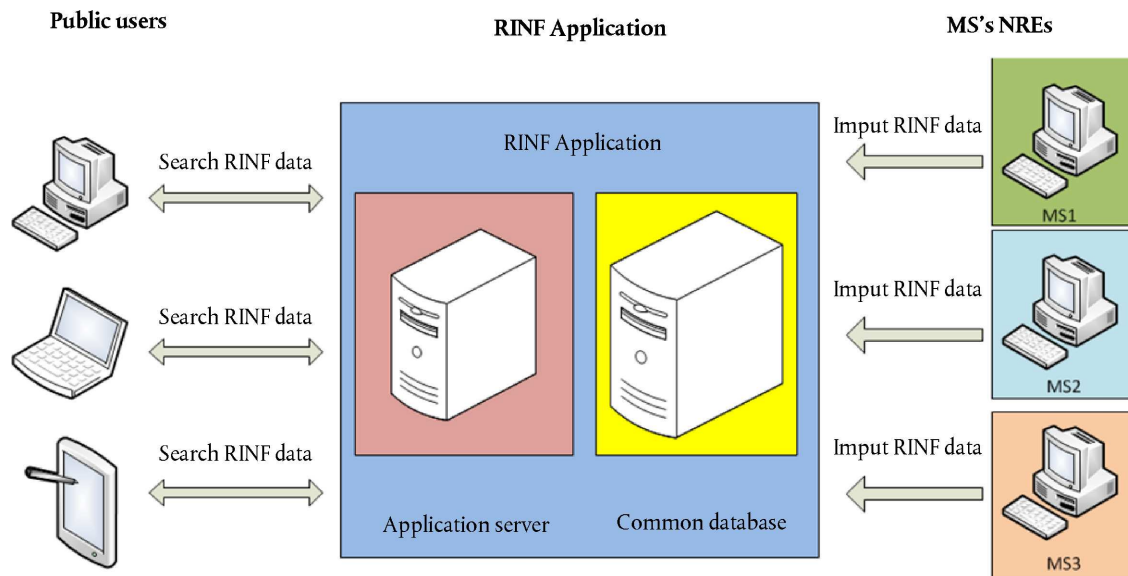 Public users
RINF Application
MS's NREs
RINF Application
Search RINF data
Search RINF data
Search RINF data
Application server
Common database
Imput RINF data
MS1
Imput RINF data
MS2
Imput RINF data
MS3